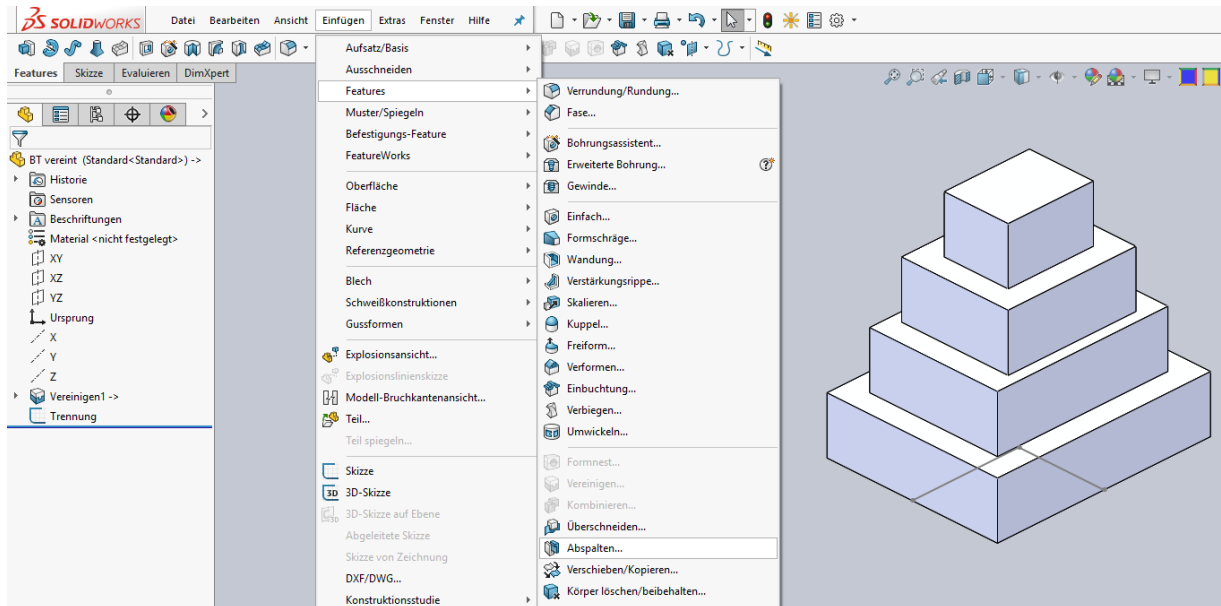 SOLIDWORKS Datei Bearbeiten Ansicht Einfügen Extras Fenster Hilfe
Features Skizze Evaluieren DimXpert
BT vereint (Standard<Standard>) ->
Historie
Sensoren
Beschriftungen
Material <nicht festgelegt>
XY
XZ
YZ
Ursprung
X
Y
Z
Vereinigen1 ->
Trennung
Aufsatz/Basis
Ausschneiden
Features
Muster/Spiegeln
Befestigungs-Feature
FeatureWorks
Oberfläche
Fläche
Kurve
Referenzgeometrie
Blech
Schweißkonstruktionen
Gussformen
Explosionsansicht...
Explosionslinienskizze
Modell-Bruchkantenansicht...
Teil...
Teil spiegeln...
Skizze
3D 3D-Skizze
3D-Skizze auf Ebene
Abgeleitete Skizze
Skizze von Zeichnung
DXF/DWG...
Konstruktionsstudie
Verrundung/Rundung...
Fase...
Bohrungsassistent...
Erweiterte Bohrung...
Gewinde...
Einfach...
Formschräge...
Wandung...
Verstärkungsrippe...
Skalieren...
Kuppel...
Freiform...
Verformen...
Einbuchtung...
Verbiegen...
Umwickeln...
Formnest...
Vereinigen...
Kombinieren...
Überschneiden...
Abspalten...
Verschieben/Kopieren...
Körper löschen/beibehalten...